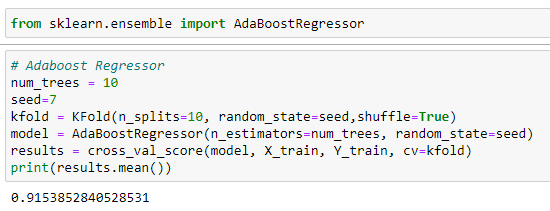 from sklearn.ensemble import AdaBoostRegressor
# Adaboost Regressor
num_trees = 10
seed=7
kfold = KFold(n_splits=10, random_state=seed,shuffle=True)
model = AdaBoostRegressor(n_estimators=num_trees, random_state=seed)
results = cross_val_score(model, X_train, Y_train, cv=kfold)
print(results.mean())
0.9153852840528531